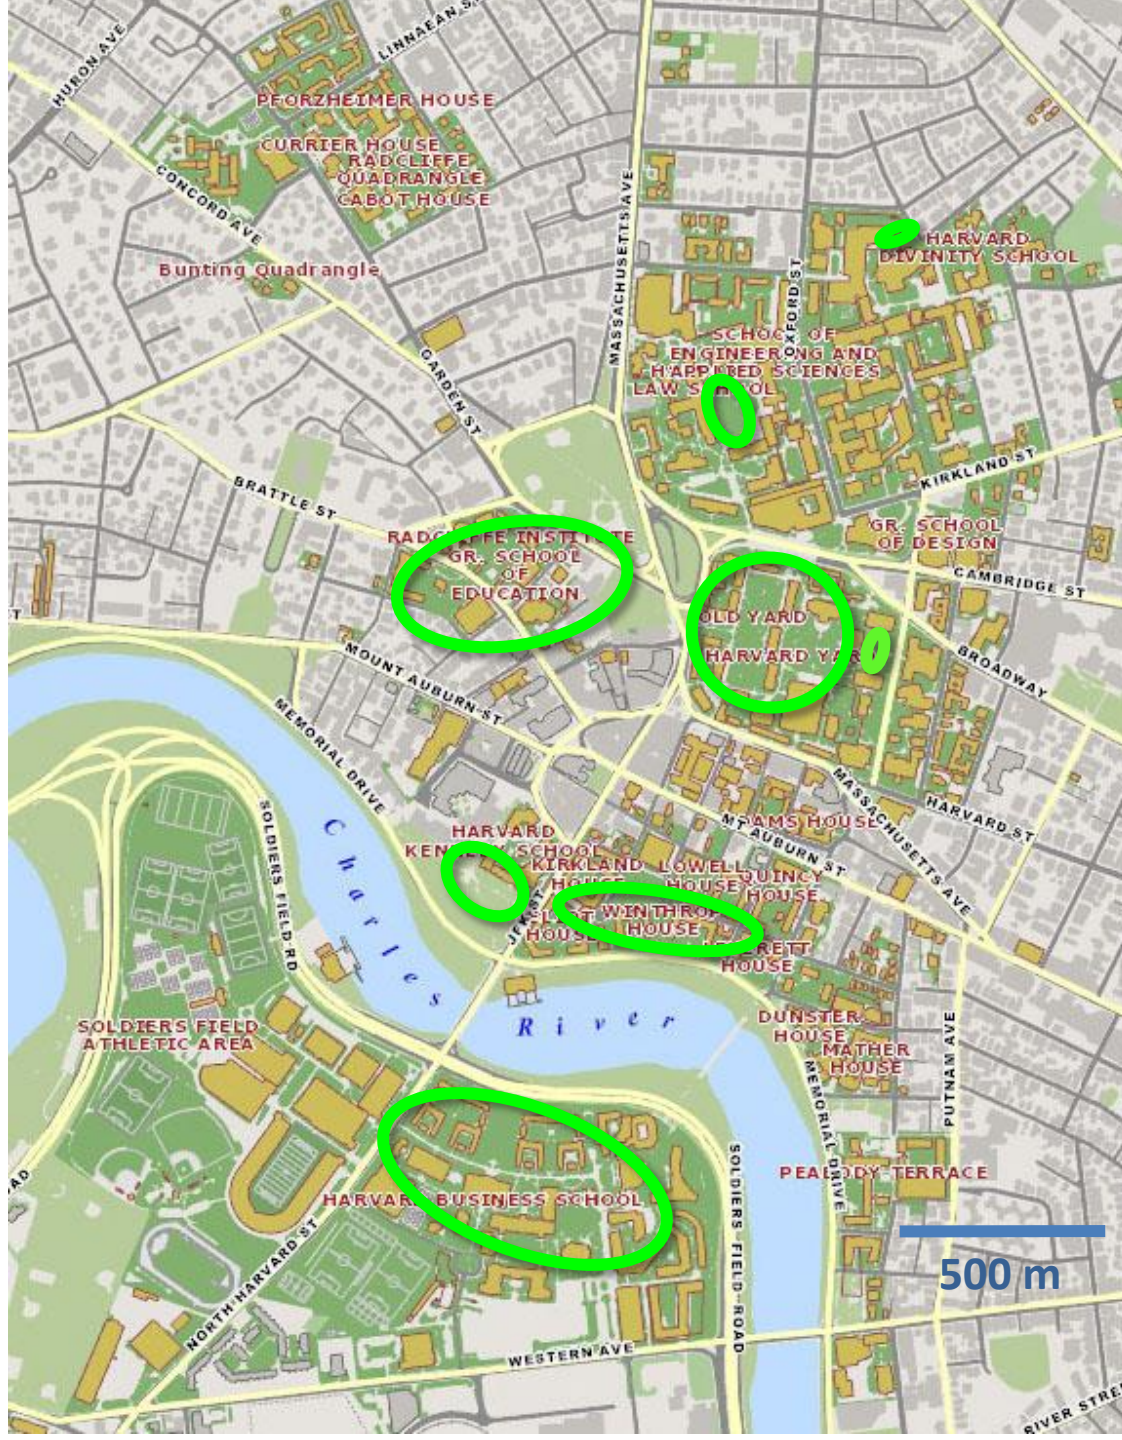 HURON AVE
LINNAEAN S
PFORZHEIMER HOUSE
CURRIER HOUSE
RADCLIFFE
QUADRANGLE
CABOT HOUSE
CONCORD AVE
Bunting Quadrangle
MASSACHUSETTS AVE
HARVARD
DIVINITY SCHOOL
OXFORD ST
SCHOOL OF
ENGINEERING AND
APPLIED SCIENCES
LAW SCHOOL
GARDEN ST
KIRKLAND ST
BRATTLE ST
GR. SCHOOL
OF DESIGN
RADCLIFFE INSTITUTE
GR. SCHOOL
OF
EDUCATION
CAMBRIDGE ST
OLD YARD
HARVARD YARD
BROADWAY
ST
MOUNT AUBURN ST
MEMORIAL DRIVE
MASSACHUSETTS AVE
HARVARD ST
SOLDIERS FIELD RD
Charles
River
ADAMS HOUSE
MT AUBURN ST
HARVARD
KENNEDY SCHOOL
KIRKLAND
HOUSE
LOWELL
HOUSE
QUINCY
HOUSE
JFK ST
ELIOT
HOUSE
WINTHROP
HOUSE
LEVERETT
HOUSE
SOLDIERS FIELD
ATHLETIC AREA
DUNSTER
HOUSE
MATHER
HOUSE
PUTNAM AVE
MEMORIAL DRIVE
PEABODY TERRACE
HARVARD BUSINESS SCHOOL
SOLDIERS FIELD ROAD
OAD
NORTH HARVARD ST
500 m
WESTERN AVE
RIVER STREE